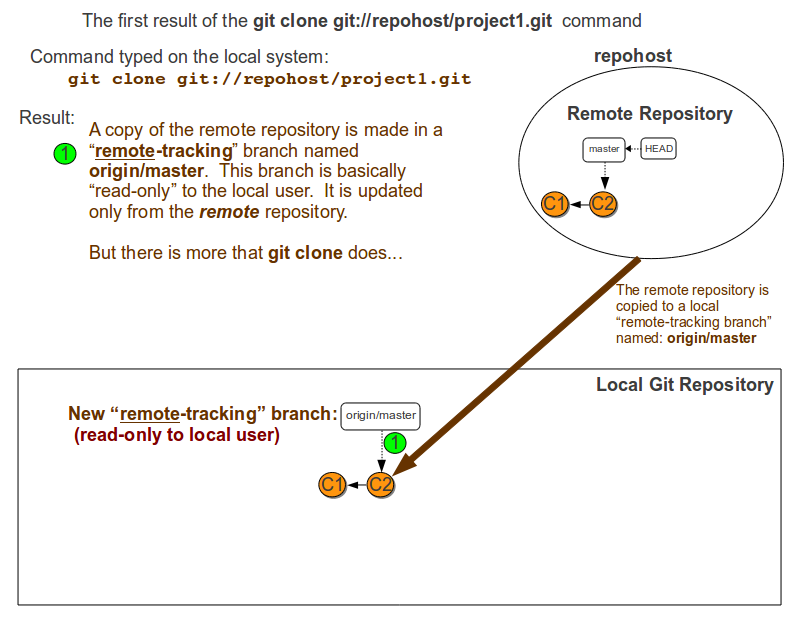 The first result of the git clone git://repohost/project1.git command
Command typed on the local system:
git clone git://repohost/project1.git
Result:
1
A copy of the remote repository is made in a
“remote-tracking” branch named
origin/master. This branch is basically
“read-only” to the local user. It is updated
only from the remote repository.
But there is more that git clone does...
repohost
Remote Repository
master
HEAD
C1
C2
The remote repository is
copied to a local
“remote-tracking branch”
named: origin/master
Local Git Repository
New “remote-tracking” branch:
(read-only to local user)
origin/master
1
C1
C2